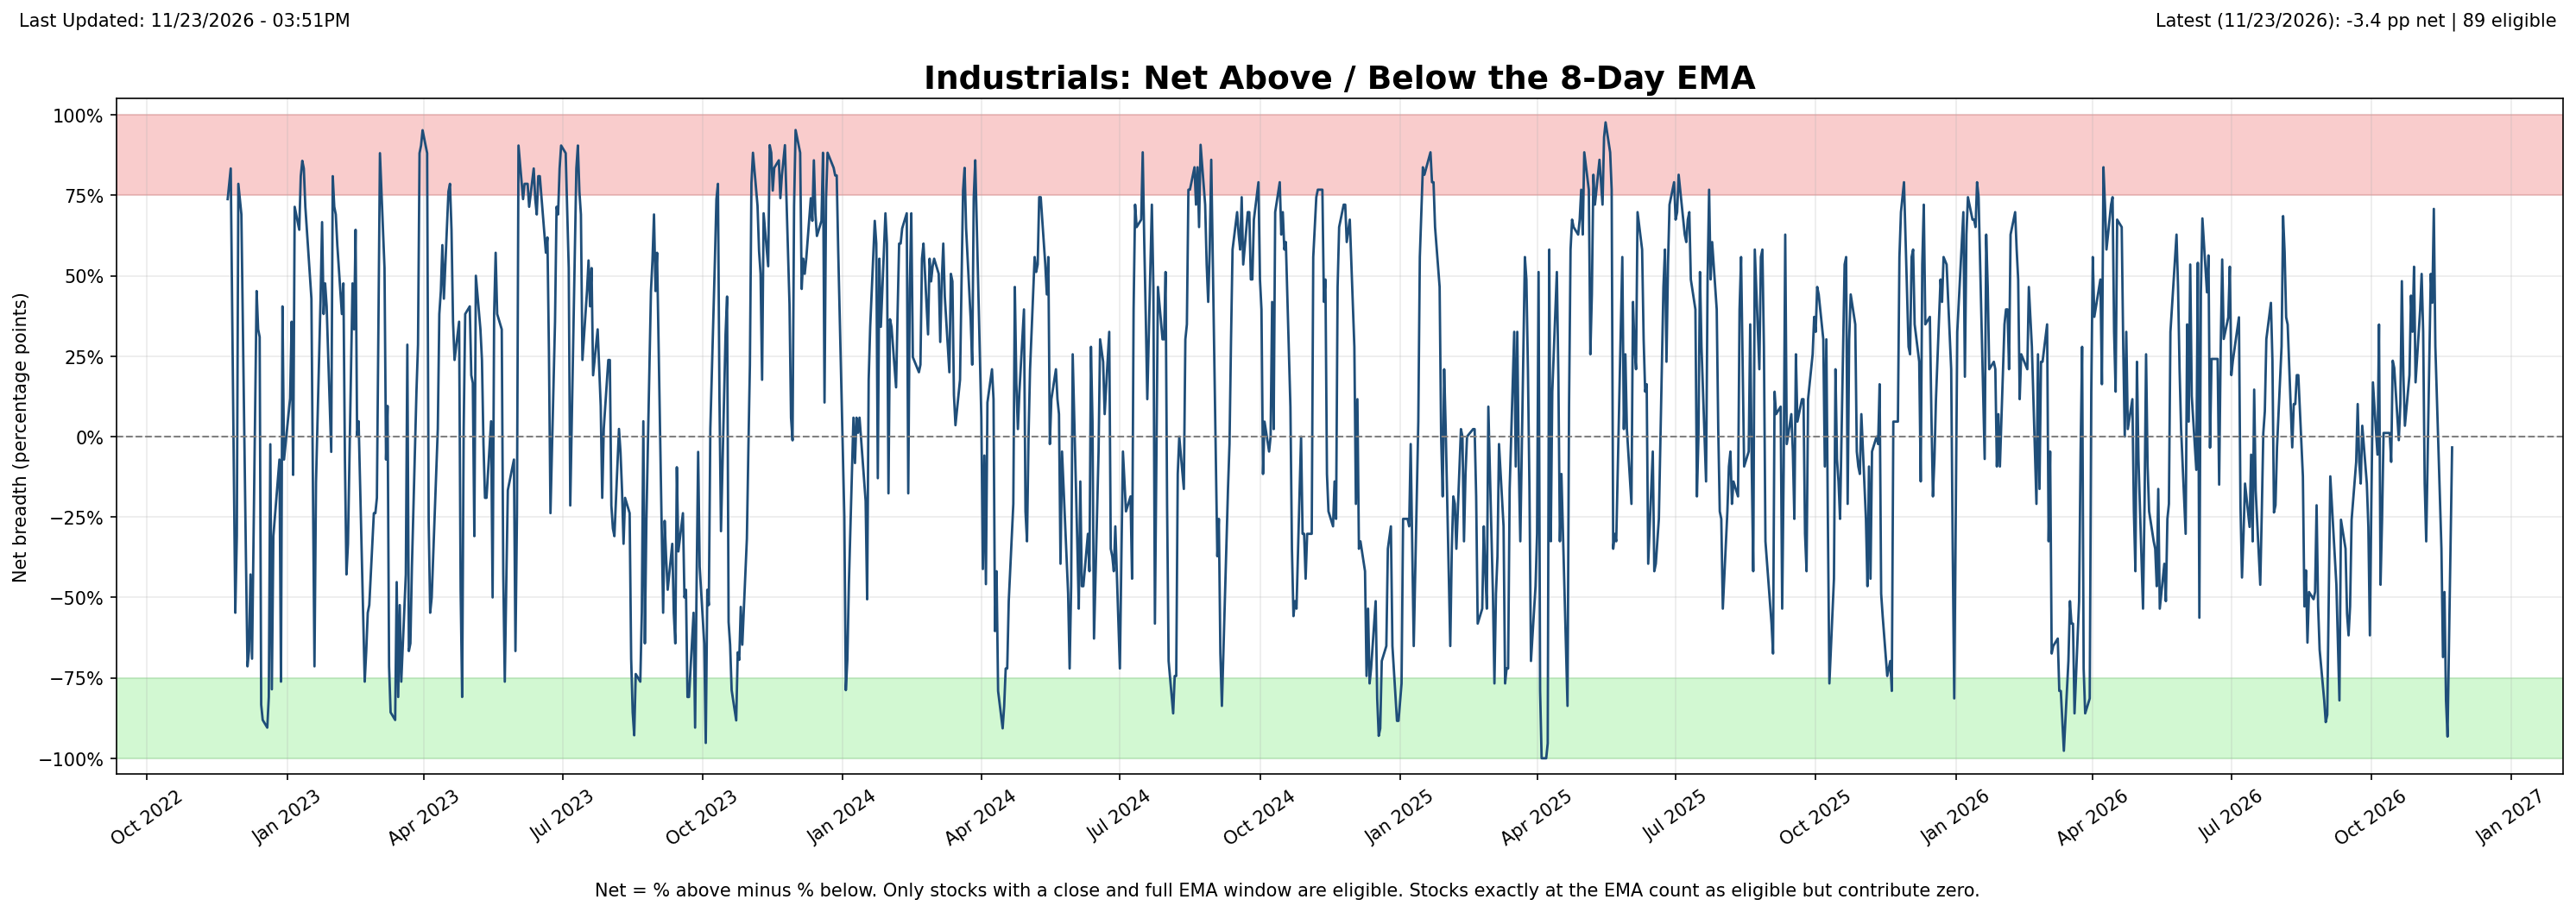 Last Updated: 11/23/2026 - 03:51PM
Latest (11/23/2026): -3.4 pp net | 89 eligible
Industrials: Net Above / Below the 8-Day EMA
Net breadth (percentage points)
100%
75%
50%
25%
0%
−25%
−50%
−75%
−100%
Oct 2022
Jan 2023
Apr 2023
Jul 2023
Oct 2023
Jan 2024
Apr 2024
Jul 2024
Oct 2024
Jan 2025
Apr 2025
Jul 2025
Oct 2025
Jan 2026
Apr 2026
Jul 2026
Oct 2026
Jan 2027
Net = % above minus % below. Only stocks with a close and full EMA window are eligible. Stocks exactly at the EMA count as eligible but contribute zero.